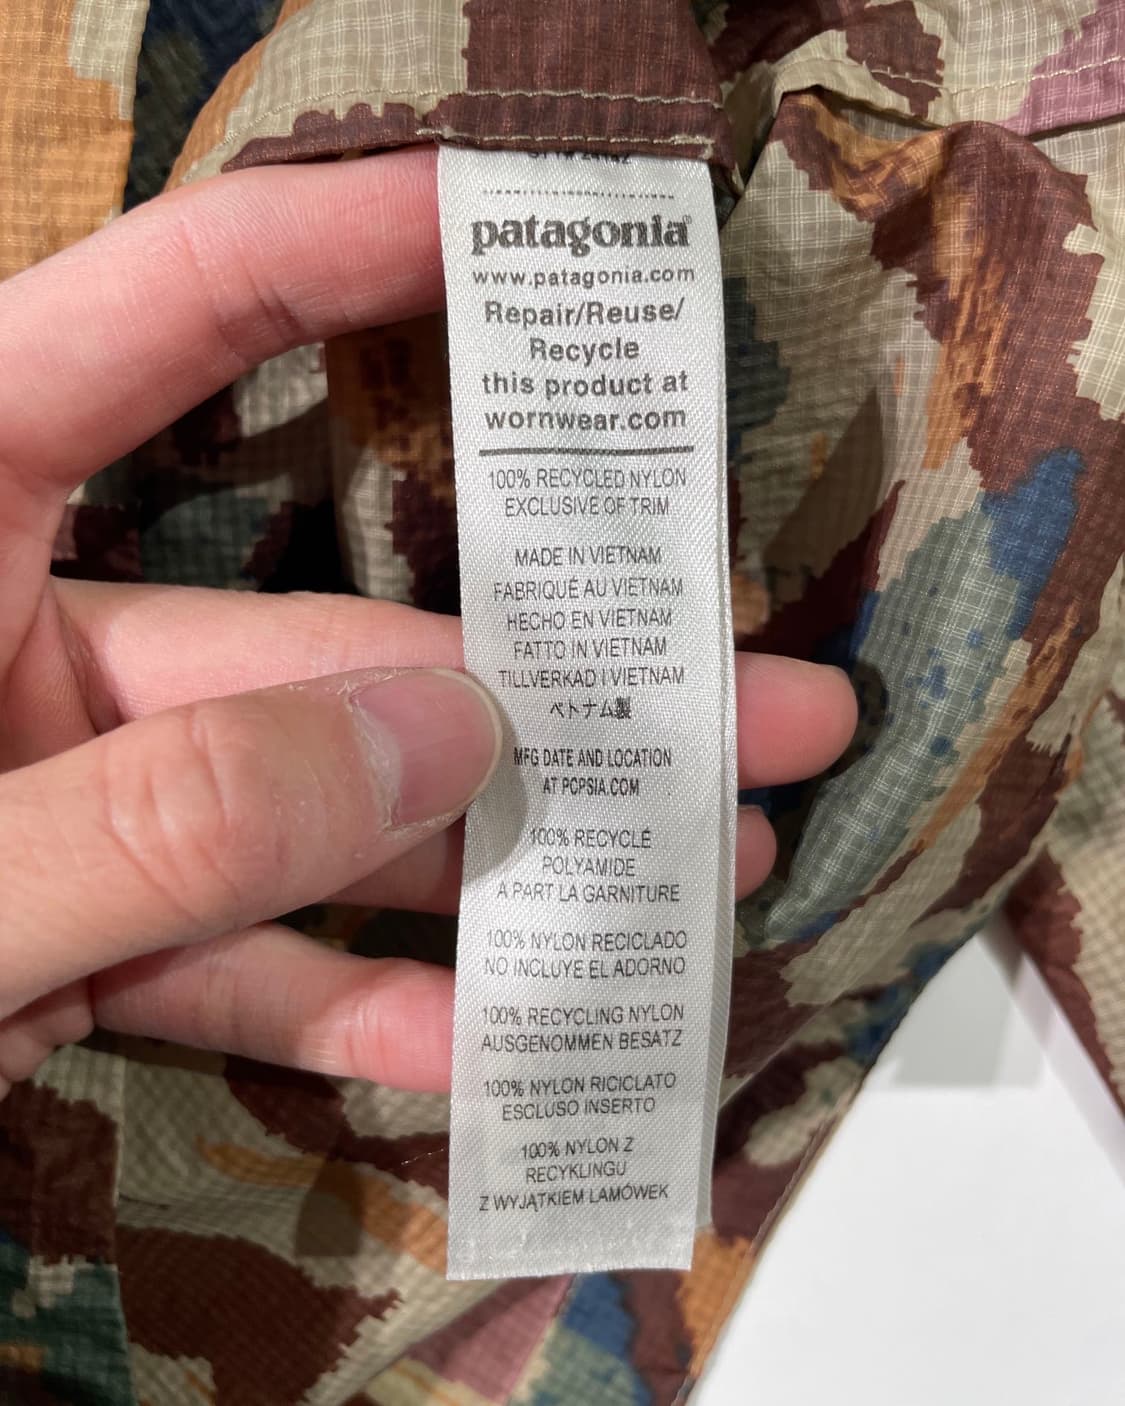 patagonia®
www.patagonia.com
Repair/Reuse/
Recycle
this product at
wornwear.com
100% RECYCLED NYLON
EXCLUSIVE OF TRIM
MADE IN VIETNAM
FABRIQUÉ AU VIETNAM
HECHO EN VIETNAM
FATTO IN VIETNAM
TILLVERKAD I VIETNAM
ベトナム製
MFG DATE AND LOCATION
AT PCPSIA.COM
100% RECYCLÉ
POLYAMIDE
A PART LA GARNITURE
100% NYLON RECICLADO
NO INCLUYE EL ADORNO
100% RECYCLING NYLON
AUSGENOMMEN BESATZ
100% NYLON RICICLATO
ESCLUSO INSERTO
100% NYLON Z
RECYKLINGU
Z WYJĄTKIEM LAMÓWEK